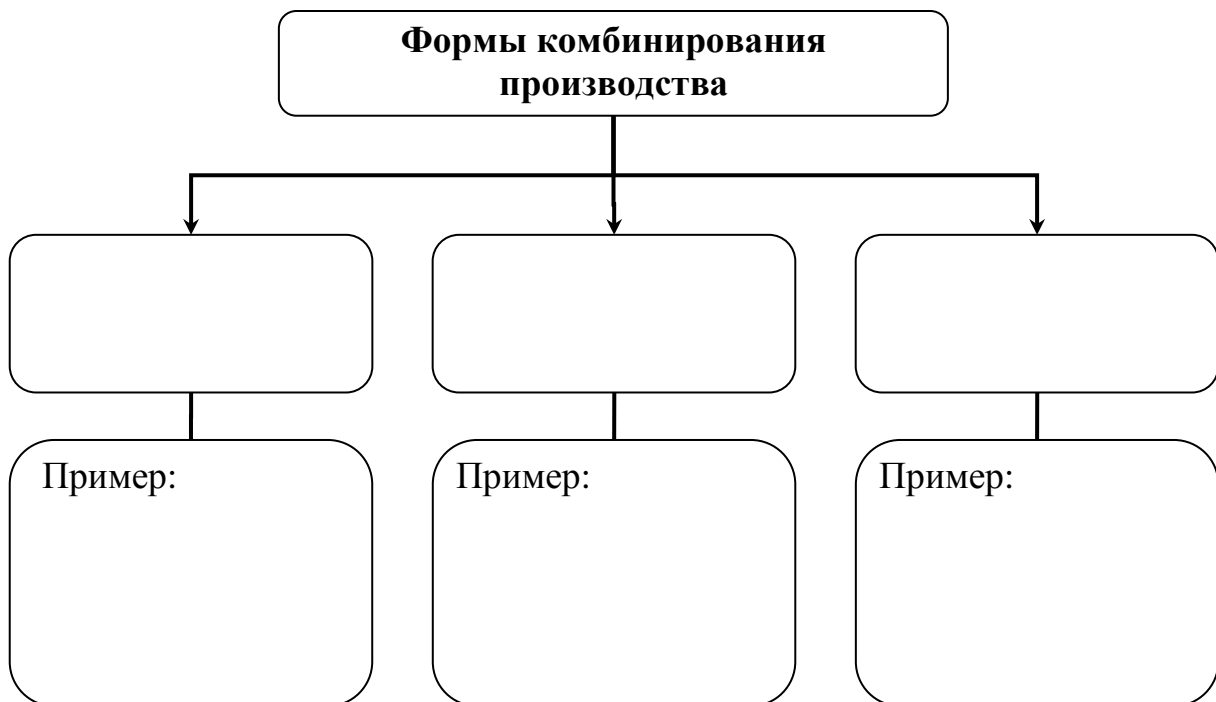 Формы комбинирования
производства
Пример:
Пример:
Пример: